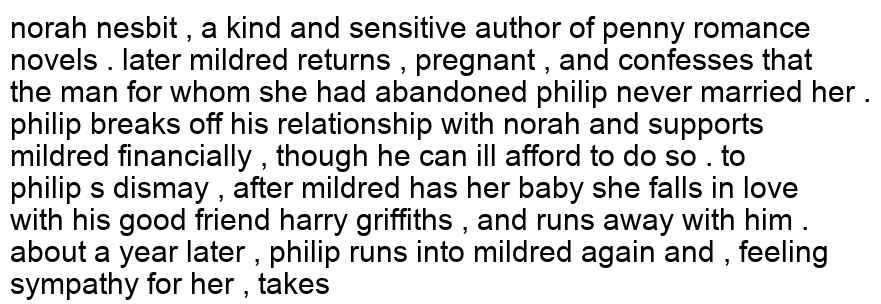 norah nesbit , a kind and sensitive author of penny romance
novels . later mildred returns , pregnant , and confesses that
the man for whom she had abandoned philip never married her .
philip breaks off his relationship with norah and supports
mildred financially , though he can ill afford to do so . to
philip s dismay , after mildred has her baby she falls in love
with his good friend harry griffiths , and runs away with him .
about a year later , philip runs into mildred again and , feeling
sympathy for her , takes